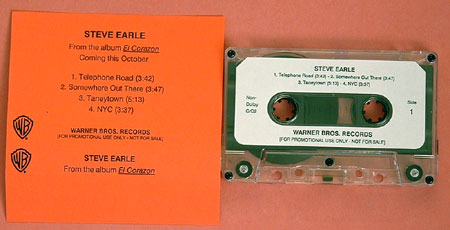 STEVE EARLE
From the album El Corazon
Coming this October
1. Telephone Road (3:42)
2. Somewhere Out There (3:47)
3. Taneytown (5:13)
4. NYC (3:37)
WB
WARNER BROS. RECORDS
(FOR PROMOTIONAL USE ONLY - NOT FOR SALE)
WB
STEVE EARLE
From the album El Corazon
STEVE EARLE
1. Telephone Road (3:42) - 2. Somewhere Out There (3:47)
3. Taneytown (5:13) - 4. NYC (3:37)
Non-
Dolby
Side
1
WARNER BROS. RECORDS
(FOR PROMOTIONAL USE ONLY - NOT FOR SALE)